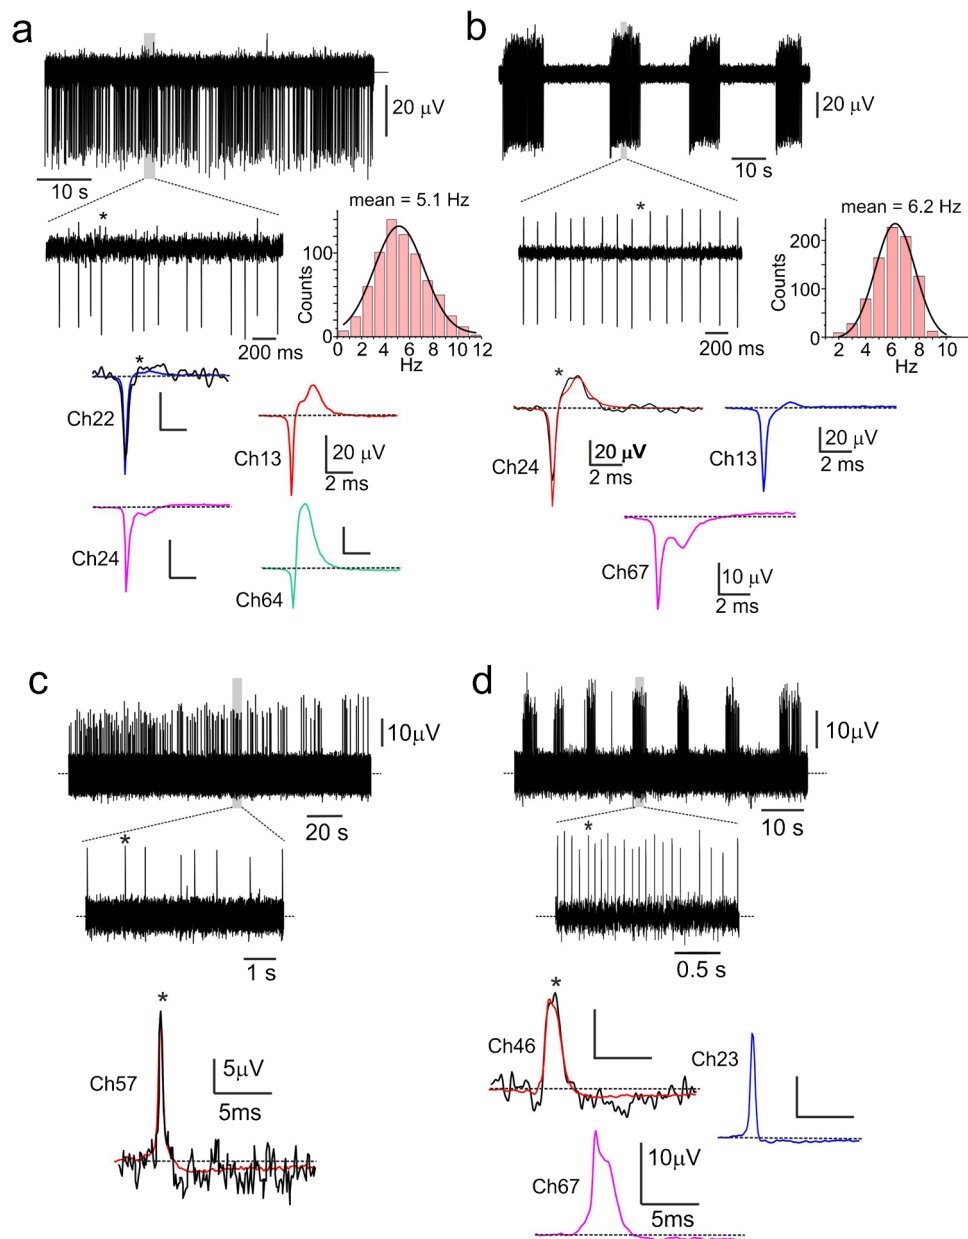 a
20 μV
10 s
*
200 ms
mean = 5.1 Hz
Counts
100
0
0 2 4 6 8 10 12
Hz
*
Ch22
Ch13
20 μV
2 ms
Ch24
Ch64
b
20 μV
10 s
*
200 ms
mean = 6.2 Hz
Counts
200
100
0
2 4 6 8 10
Hz
*
Ch24
20 μV
2 ms
Ch13
20 μV
2 ms
Ch67
10 μV
2 ms
c
10μV
20 s
*
1 s
*
Ch57
5μV
5ms
d
10μV
10 s
*
0.5 s
*
Ch46
Ch23
Ch67
10μV
5ms